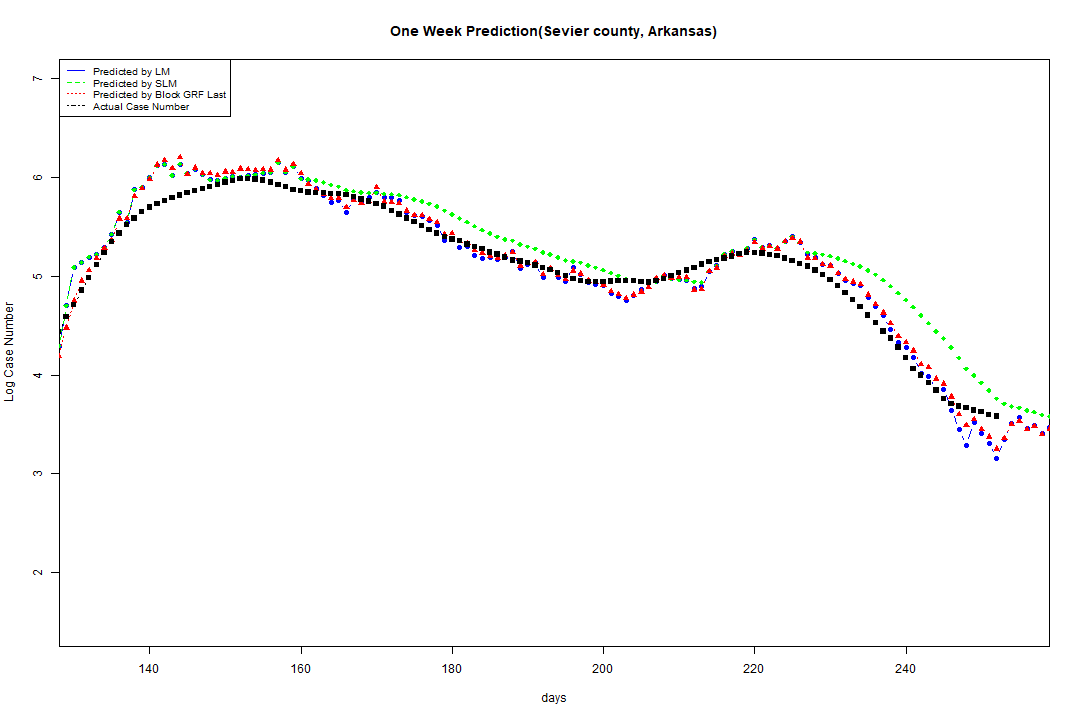 One Week Prediction(Sevier county, Arkansas)
Predicted by LM
Predicted by SLM
Predicted by Block GRF Last
Actual Case Number
7
6
5
4
3
2
Log Case Number
140 160 180 200 220 240
days